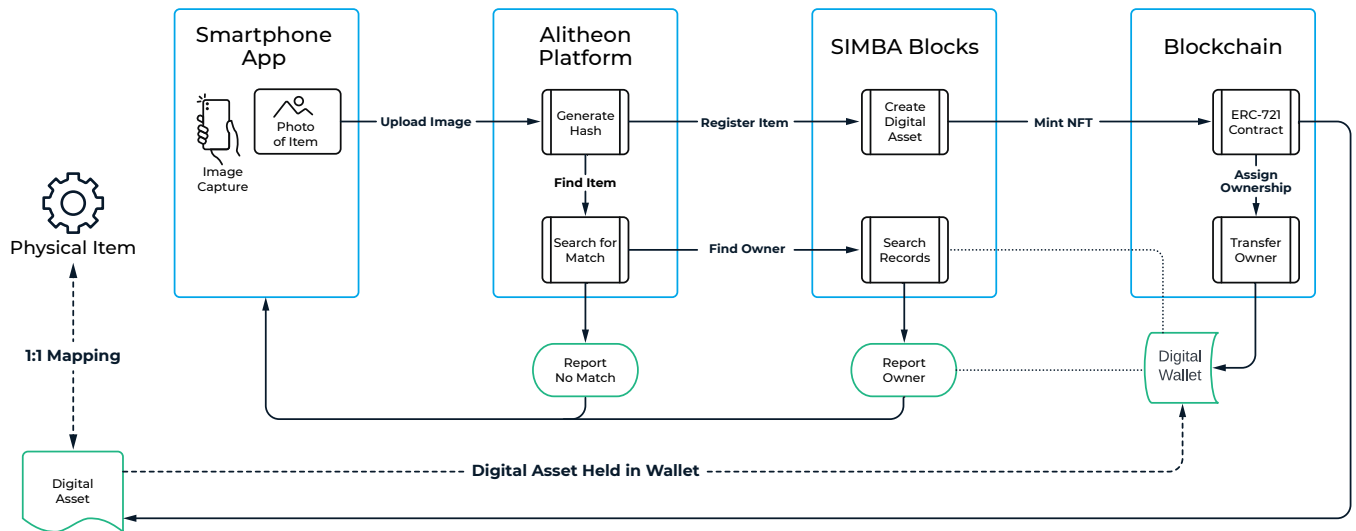 Smartphone
App
Alitheon
Platform
SIMBA Blocks
Blockchain
Photo
of Item
Image
Capture
Upload Image
Generate
Hash
Register Item
Create
Digital
Asset
Mint NFT
ERC-721
Contract
Find Item
Assign
Ownership
Physical Item
Search for
Match
Find Owner
Search
Records
Transfer
Owner
1:1 Mapping
Report
No Match
Report
Owner
Digital
Wallet
Digital Asset Held in Wallet
Digital
Asset